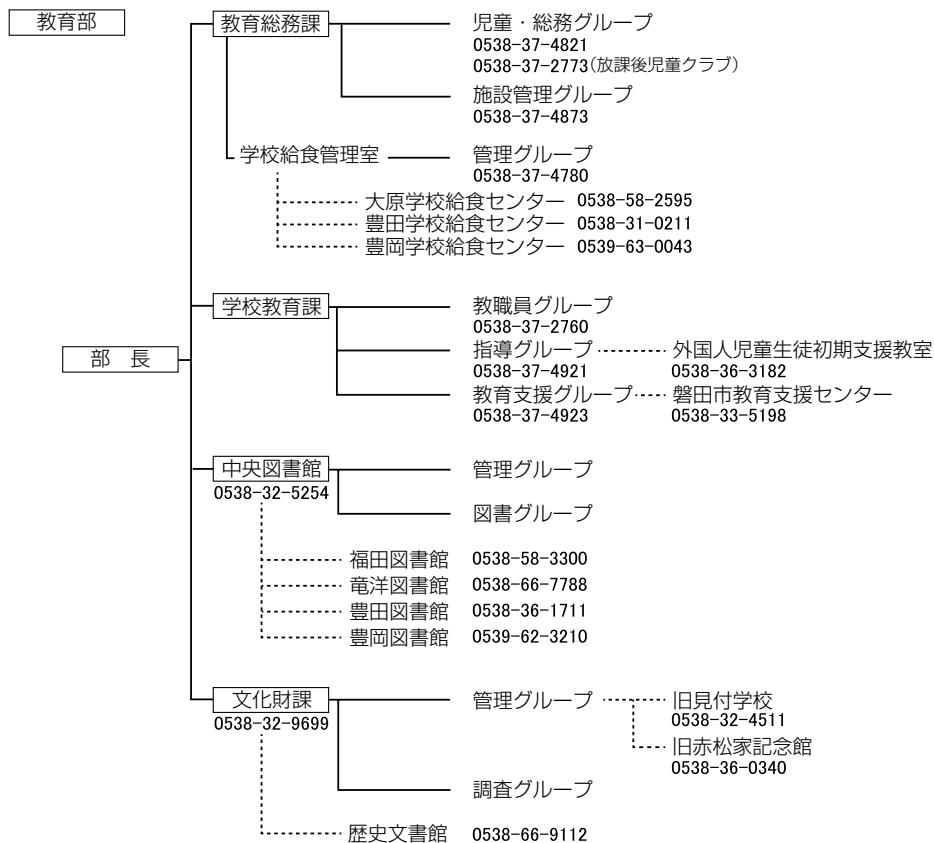 教育部
教育総務課
児童・総務グループ
0538-37-4821
0538-37-2773(放課後児童クラブ)
施設管理グループ
0538-37-4873
学校給食管理室
管理グループ
0538-37-4780
大原学校給食センター 0538-58-2595
豊田学校給食センター 0538-31-0211
豊岡学校給食センター 0539-63-0043
部 長
学校教育課
教職員グループ
0538-37-2760
指導グループ
0538-37-4921
外国人児童生徒初期支援教室
0538-36-3182
教育支援グループ
0538-37-4923
磐田市教育支援センター
0538-33-5198
中央図書館
0538-32-5254
管理グループ
図書グループ
福田図書館 0538-58-3300
竜洋図書館 0538-66-7788
豊田図書館 0538-36-1711
豊岡図書館 0539-62-3210
文化財課
0538-32-9699
管理グループ
旧見付学校
0538-32-4511
旧赤松家記念館
0538-36-0340
調査グループ
歴史文書館 0538-66-9112